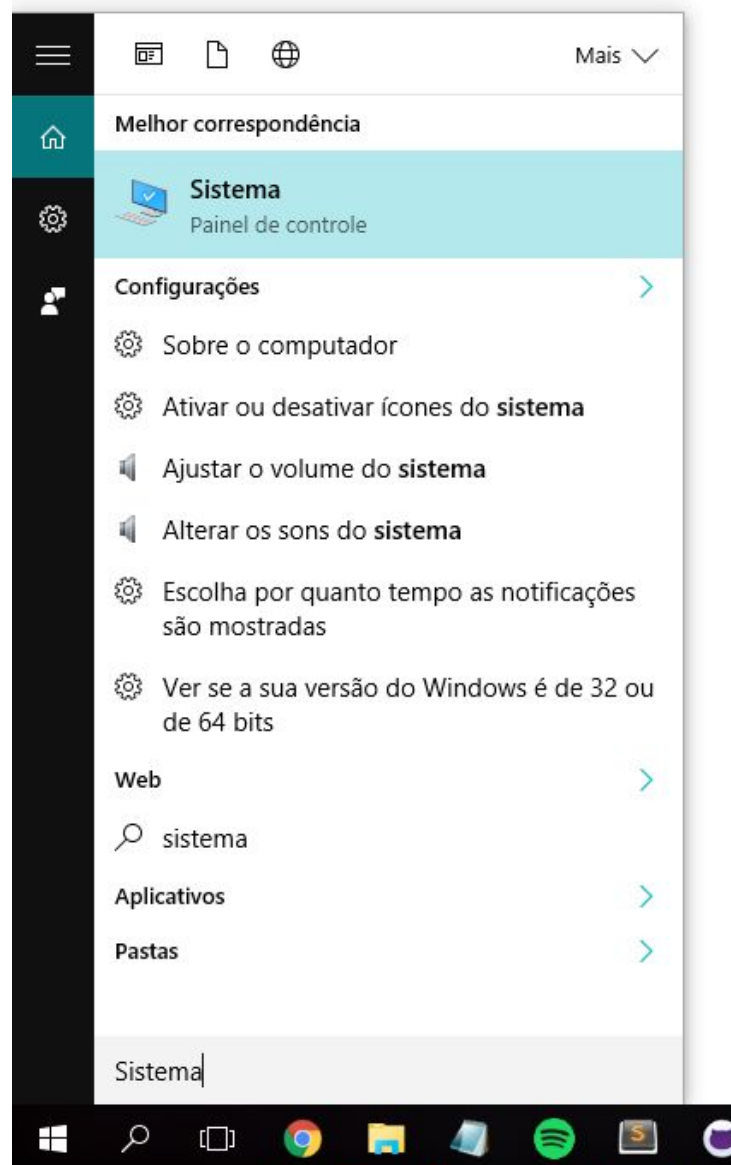 Mais
Melhor correspondência
Sistema
Painel de controle
Configurações
Sobre o computador
Ativar ou desativar ícones do sistema
Ajustar o volume do sistema
Alterar os sons do sistema
Escolha por quanto tempo as notificações
são mostradas
Ver se a sua versão do Windows é de 32 ou
de 64 bits
Web
sistema
Aplicativos
Pastas
Sistema
S